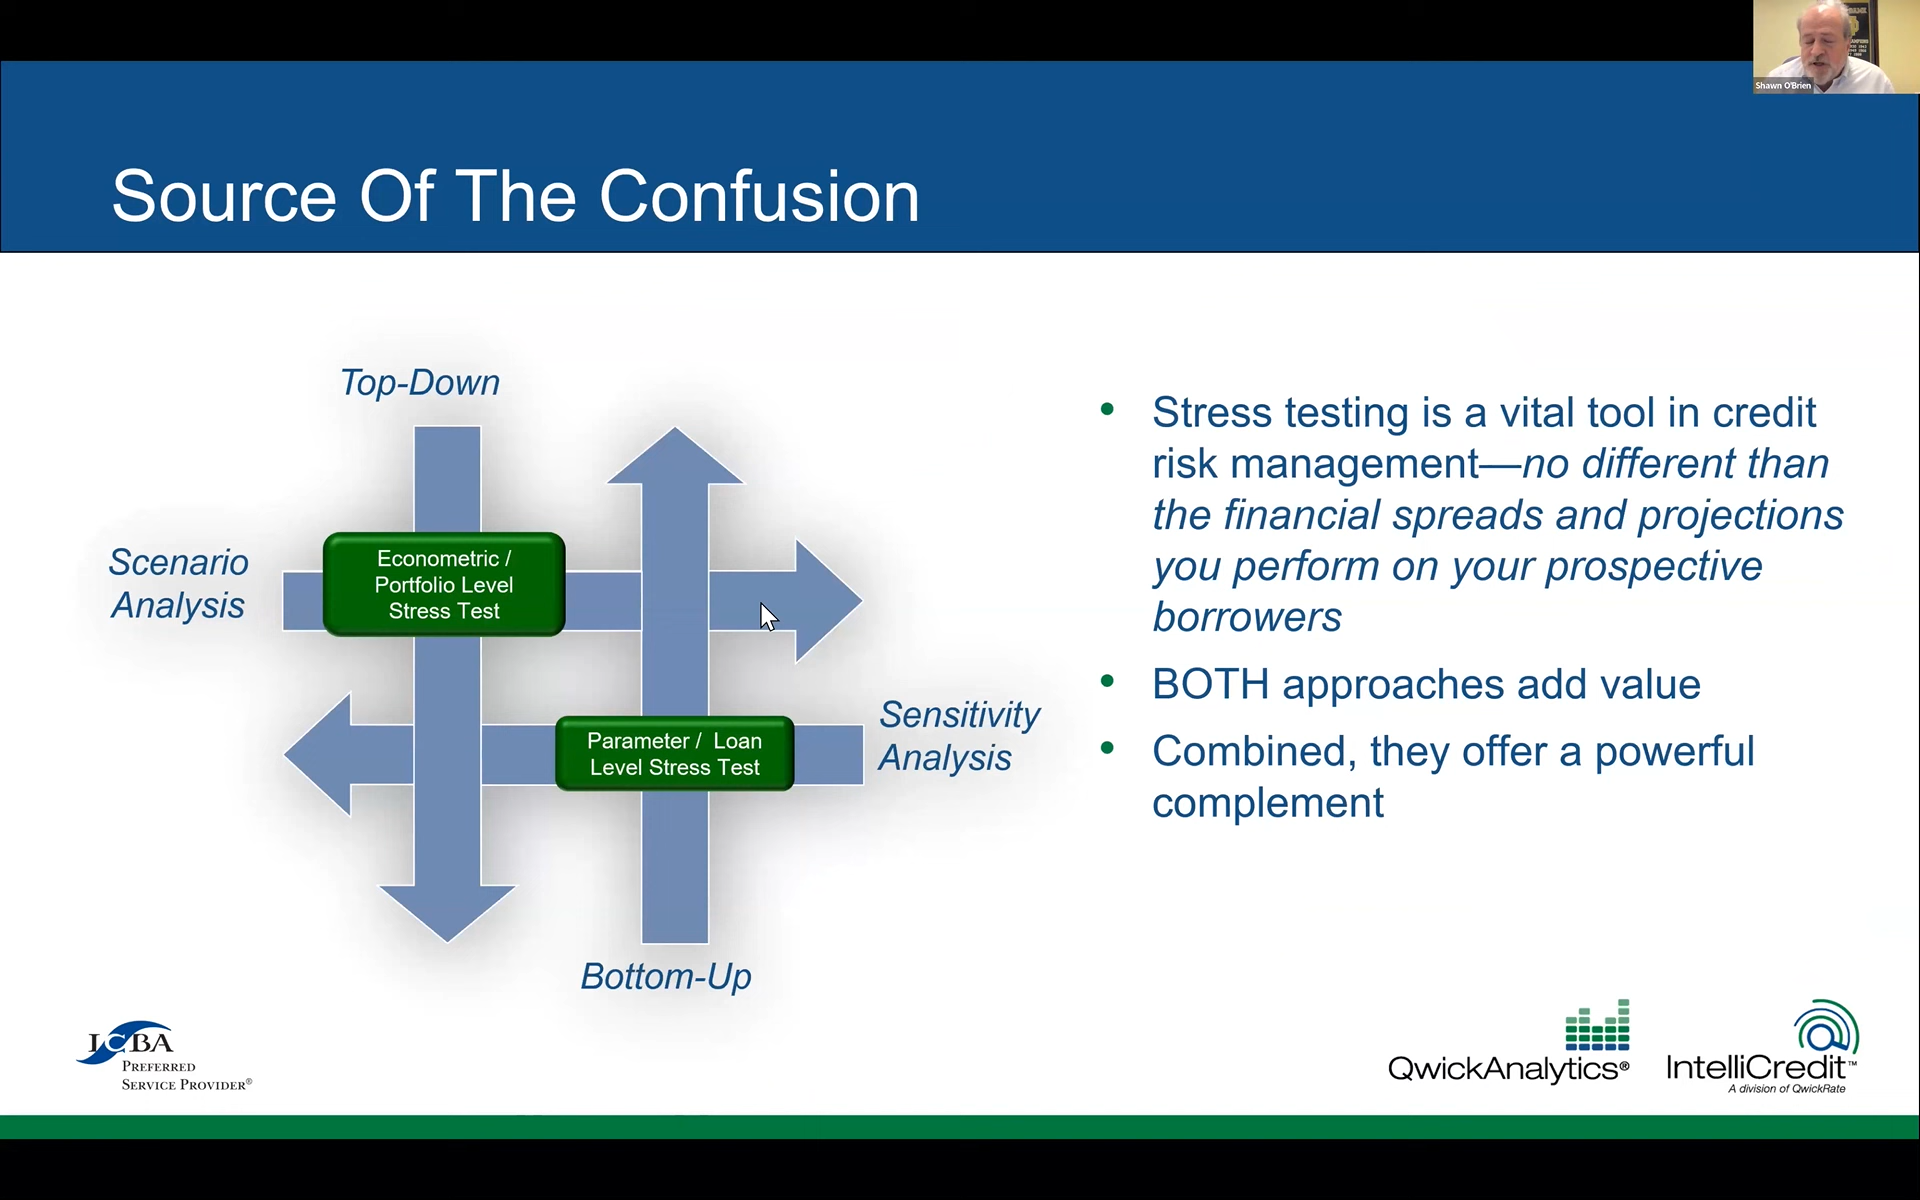 Shawn O'Brien
Source Of The Confusion
Top-Down
Scenario
Analysis
Econometric /
Portfolio Level
Stress Test
Parameter / Loan
Level Stress Test
Sensitivity
Analysis
Bottom-Up
• Stress testing is a vital tool in credit
risk management—no different than
the financial spreads and projections
you perform on your prospective
borrowers
• BOTH approaches add value
• Combined, they offer a powerful
complement
ICBA
PREFERRED
SERVICE PROVIDER®
QwickAnalytics®
IntelliCredit™
A division of QwickRate